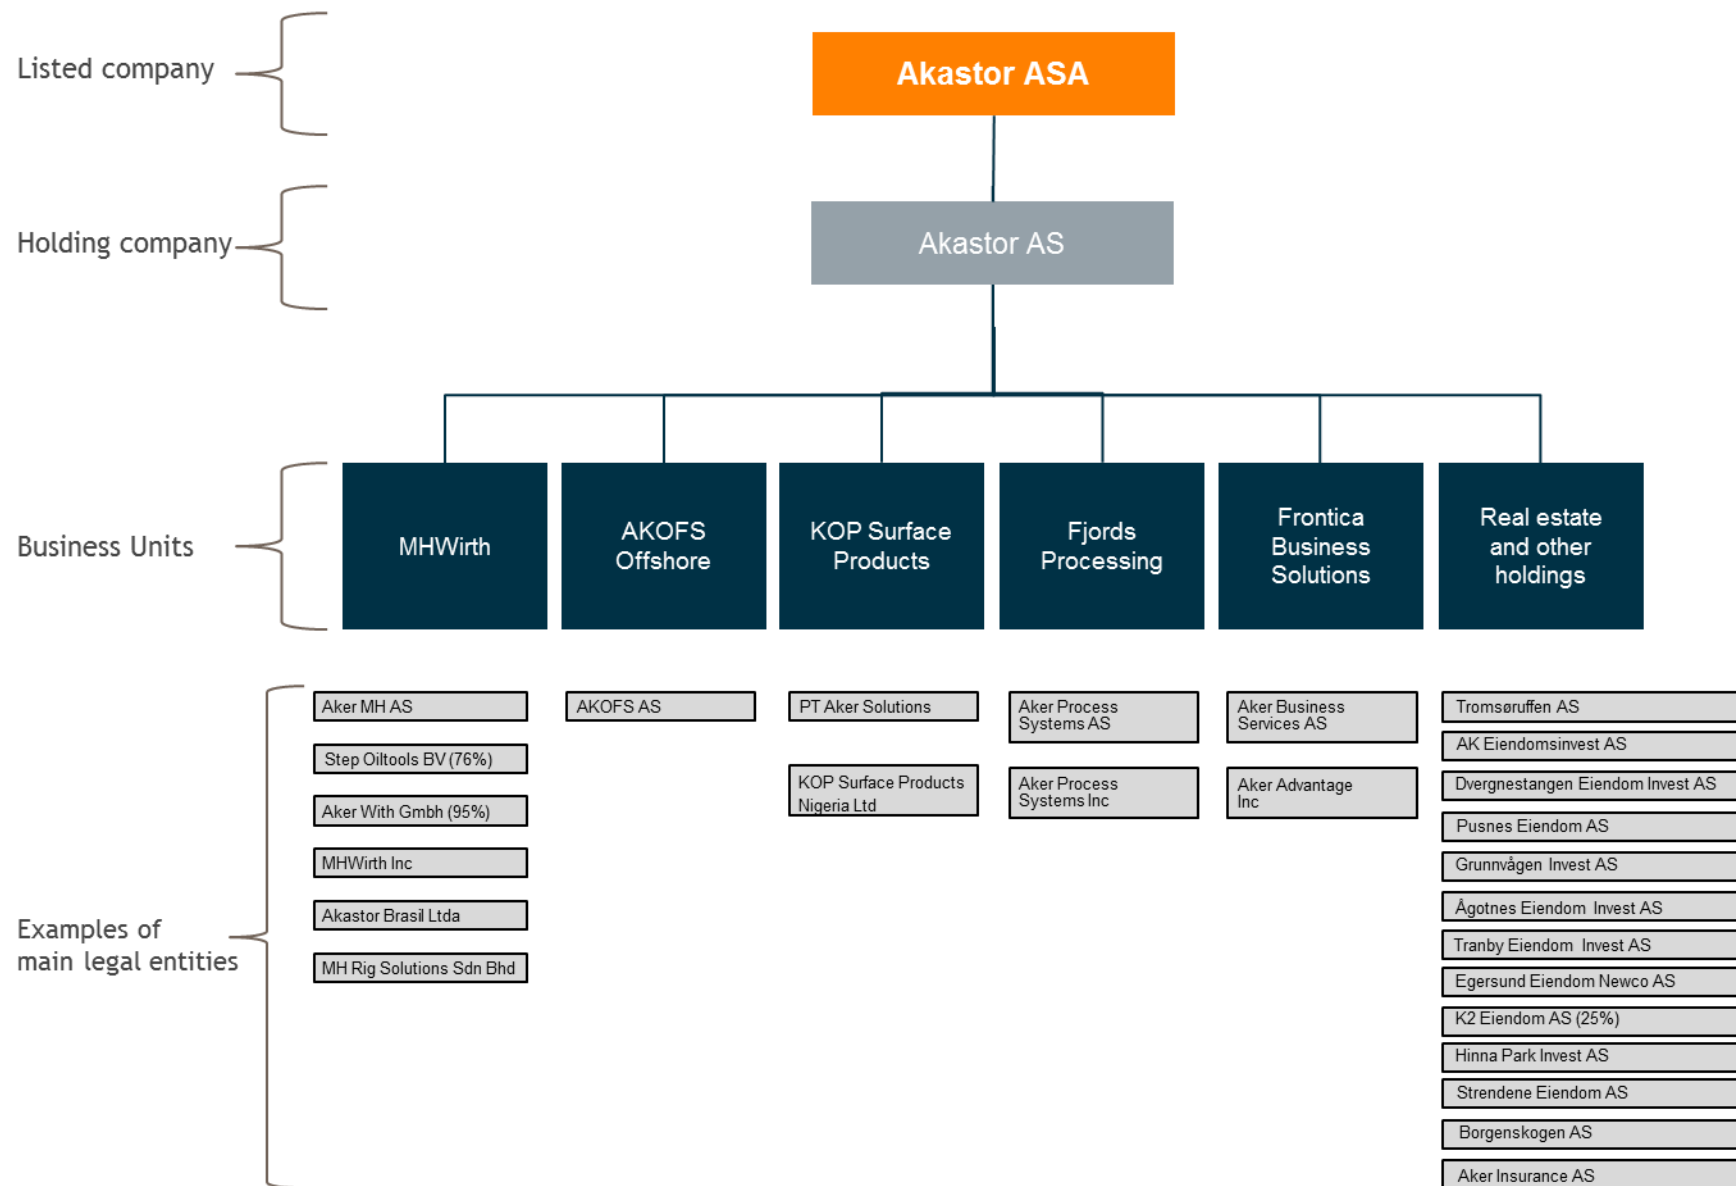 Listed company
Akastor ASA
Holding company
Akastor AS
Business Units
MHWirth
AKOFS
Offshore
KOP Surface
Products
Fjords
Processing
Frontica
Business
Solutions
Real estate
and other
holdings
Examples of
main legal entities
Aker MH AS
Step Oiltools BV (76%)
Aker With Gmbh (95%)
MHWirth Inc
Akastor Brasil Ltda
MH Rig Solutions Sdn Bhd
AKOFS AS
PT Aker Solutions
KOP Surface Products
Nigeria Ltd
Aker Process
Systems AS
Aker Process
Systems Inc
Aker Business
Services AS
Aker Advantage
Inc
Tromsøruffen AS
AK Eiendomsinvest AS
Dvergnestangen Eiendom Invest AS
Pusnes Eiendom AS
Grunnvågen Invest AS
Ågotnes Eiendom Invest AS
Tranby Eiendom Invest AS
Egersund Eiendom Newco AS
K2 Eiendom AS (25%)
Hinna Park Invest AS
Strendene Eiendom AS
Borgenskogen AS
Aker Insurance AS